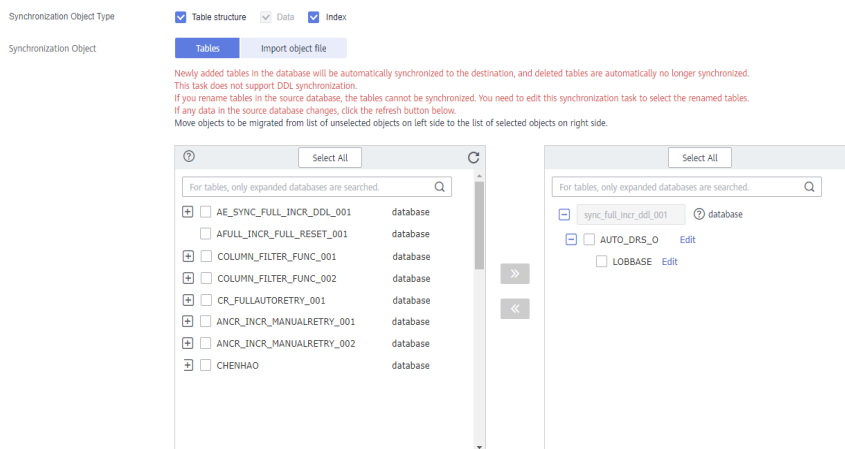 Synchronization Object Type
Table structure
Data
Index
Synchronization Object
Tables
Import object file
Newly added tables in the database will be automatically synchronized to the destination, and deleted tables are automatically no longer synchronized.
This task does not support DDL synchronization.
If you rename tables in the source database, the tables cannot be synchronized. You need to edit this synchronization task to select the renamed tables.
If any data in the source database changes, click the refresh button below.
Move objects to be migrated from list of unselected objects on left side to the list of selected objects on right side.
Select All
For tables, only expanded databases are searched.
AE_SYNC_FULL_INCR_DDL_001 database
AFULL_INCR_FULL_RESET_001 database
COLUMN_FILTER_FUNC_001 database
COLUMN_FILTER_FUNC_002 database
CR_FULLAUTORETRY_001 database
ANCR_INCR_MANUALRETRY_001 database
ANCR_INCR_MANUALRETRY_002 database
CHENHAO database
Select All
For tables, only expanded databases are searched.
sync_full_incr_ddl_001 database
AUTO_DRS_O Edit
LOBBASE Edit